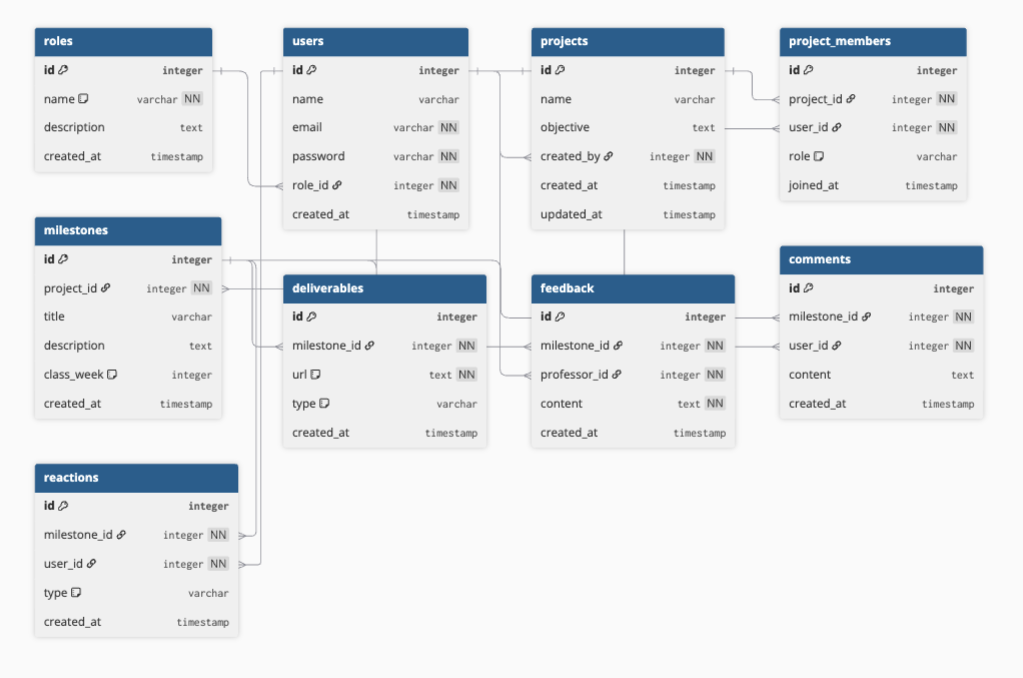 roles
id integer
name varchar NN
description text
created_at timestamp
users
id integer
name varchar
email varchar NN
password varchar NN
role_id integer NN
created_at timestamp
projects
id integer
name varchar
objective text
created_by integer NN
created_at timestamp
updated_at timestamp
project_members
id integer
project_id integer NN
user_id integer NN
role varchar
joined_at timestamp
milestones
id integer
project_id integer NN
title varchar
description text
class_week integer
created_at timestamp
deliverables
id integer
milestone_id integer NN
url text NN
type varchar
created_at timestamp
feedback
id integer
milestone_id integer NN
professor_id integer NN
content text NN
created_at timestamp
comments
id integer
milestone_id integer NN
user_id integer NN
content text
created_at timestamp
reactions
id integer
milestone_id integer NN
user_id integer NN
type varchar
created_at timestamp